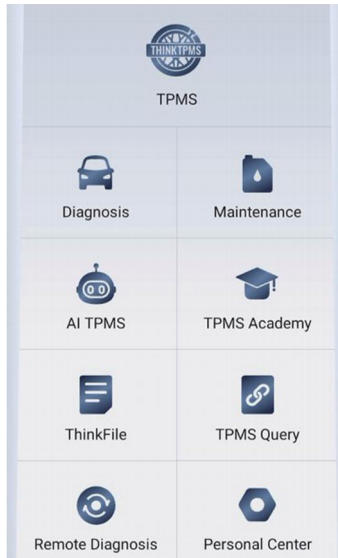 THINKTPMS
TPMS
Diagnosis
Maintenance
AI TPMS
TPMS Academy
ThinkFile
TPMS Query
Remote Diagnosis
Personal Center